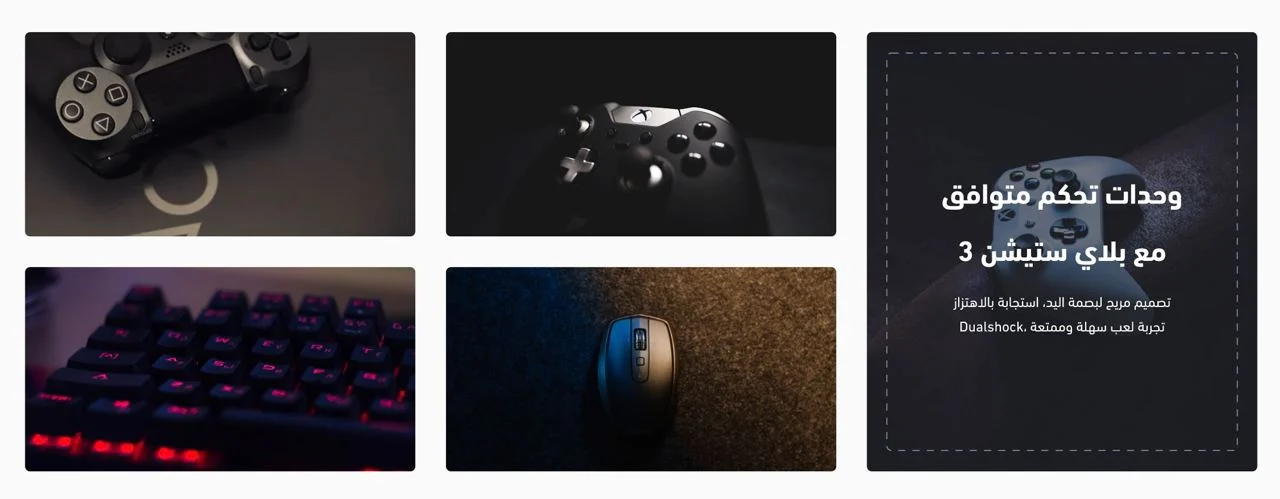 وحدات تحكم متوافق
مع بلاي ستيشن 3
تصميم مريح لبصمة اليد، استجابة بالاهتزاز
Dualshock، تجربة لعب سهلة وممتعة